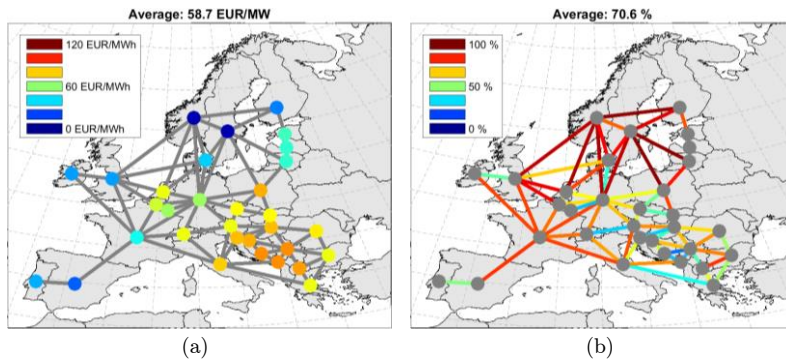 Average: 58.7 EUR/MW
120 EUR/MWh
60 EUR/MWh
0 EUR/MWh
(a)
Average: 70.6 %
100 %
50 %
0 %
(b)